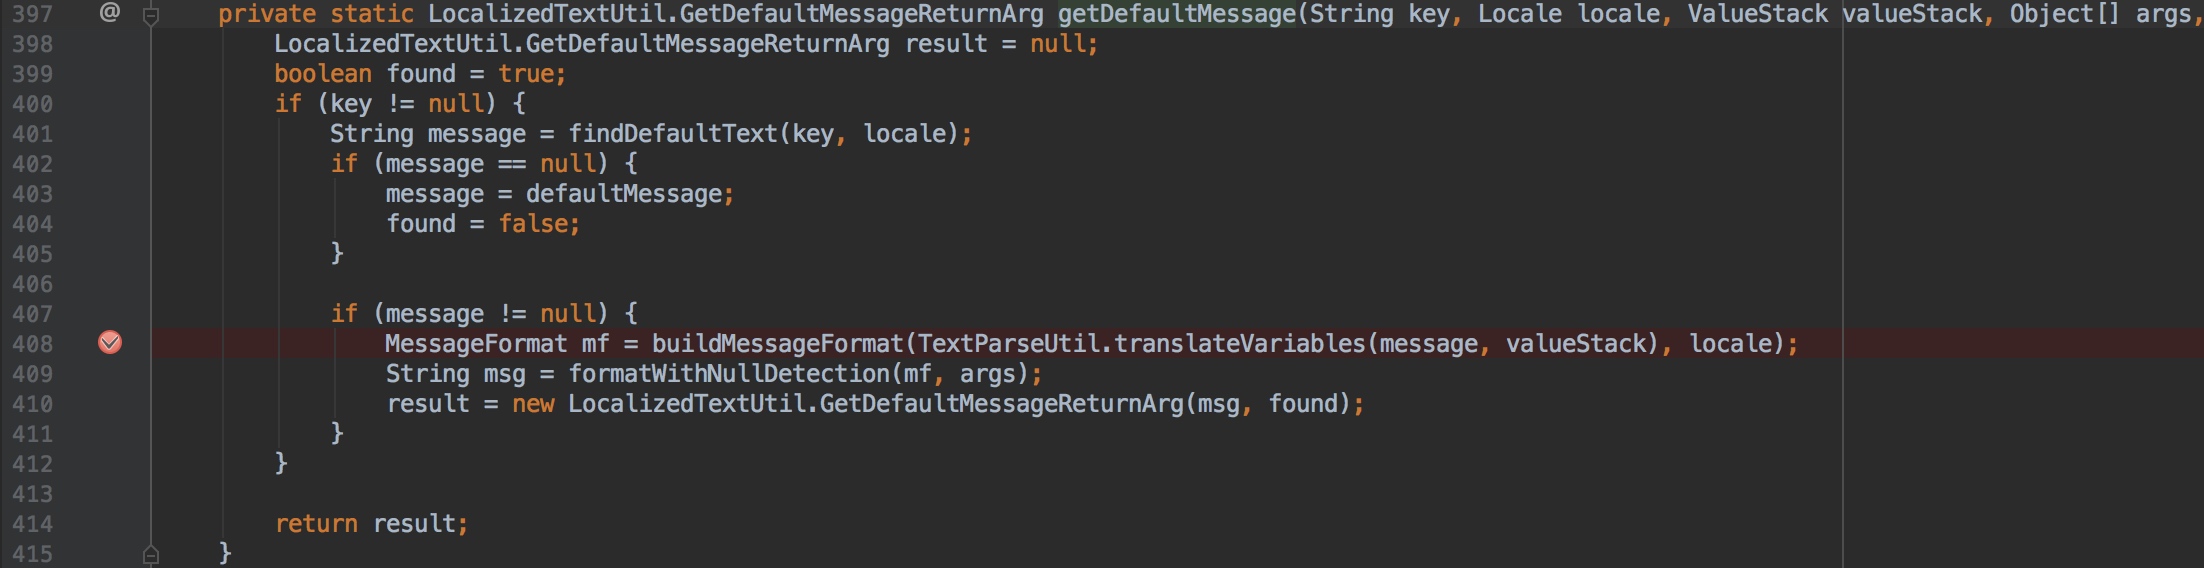 397 @ private static LocalizedTextUtil.GetDefaultMessageReturnArg getDefaultMessage(String key, Locale locale, ValueStack valueStack, Object[] args,
398 LocalizedTextUtil.GetDefaultMessageReturnArg result = null;
399 boolean found = true;
400 if (key != null) {
401 String message = findDefaultText(key, locale);
402 if (message == null) {
403 message = defaultMessage;
404 found = false;
405 }
406
407 if (message != null) {
408 MessageFormat mf = buildMessageFormat(TextParseUtil.translateVariables(message, valueStack), locale);
409 String msg = formatWithNullDetection(mf, args);
410 result = new LocalizedTextUtil.GetDefaultMessageReturnArg(msg, found);
411 }
412 }
413
414 return result;
415 }